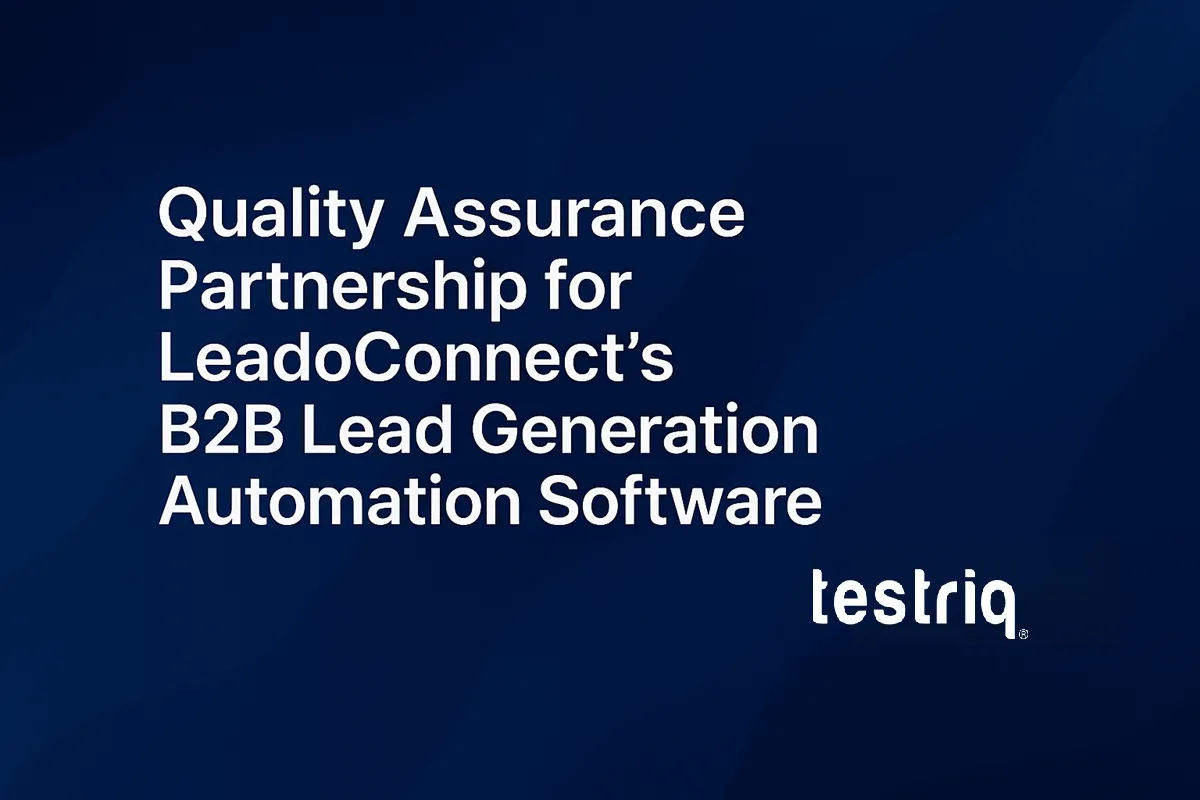 Quality Assurance
Partnership for
LeadoConnect’s
B2B Lead Generation
Automation Software
testriq®